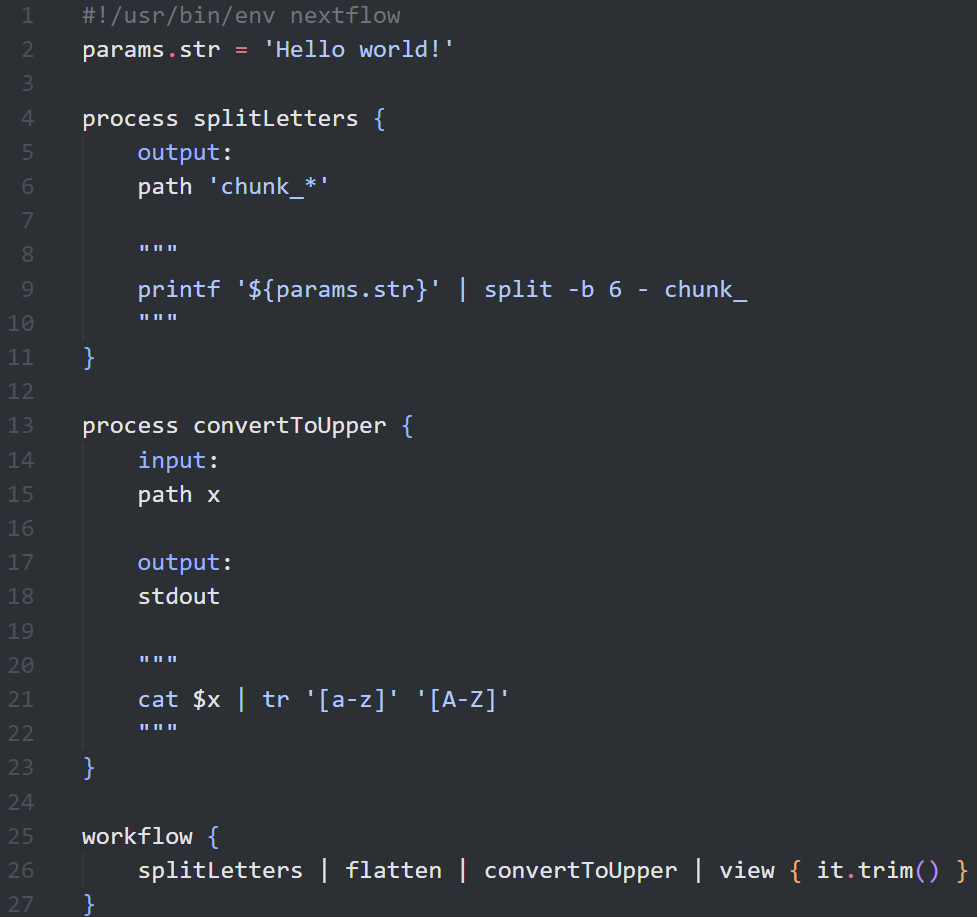 1 #!/usr/bin/env nextflow
2 params.str = 'Hello world!'
3
4 process splitLetters {
5     output:
6     path 'chunk_*'
7
8     """
9     printf '${params.str}' | split -b 6 - chunk_
10     """
11 }
12
13 process convertToUpper {
14     input:
15     path x
16
17     output:
18     stdout
19
20     """
21     cat $x | tr '[a-z]' '[A-Z]'
22     """
23 }
24
25 workflow {
26     splitLetters | flatten | convertToUpper | view { it.trim() }
27 }